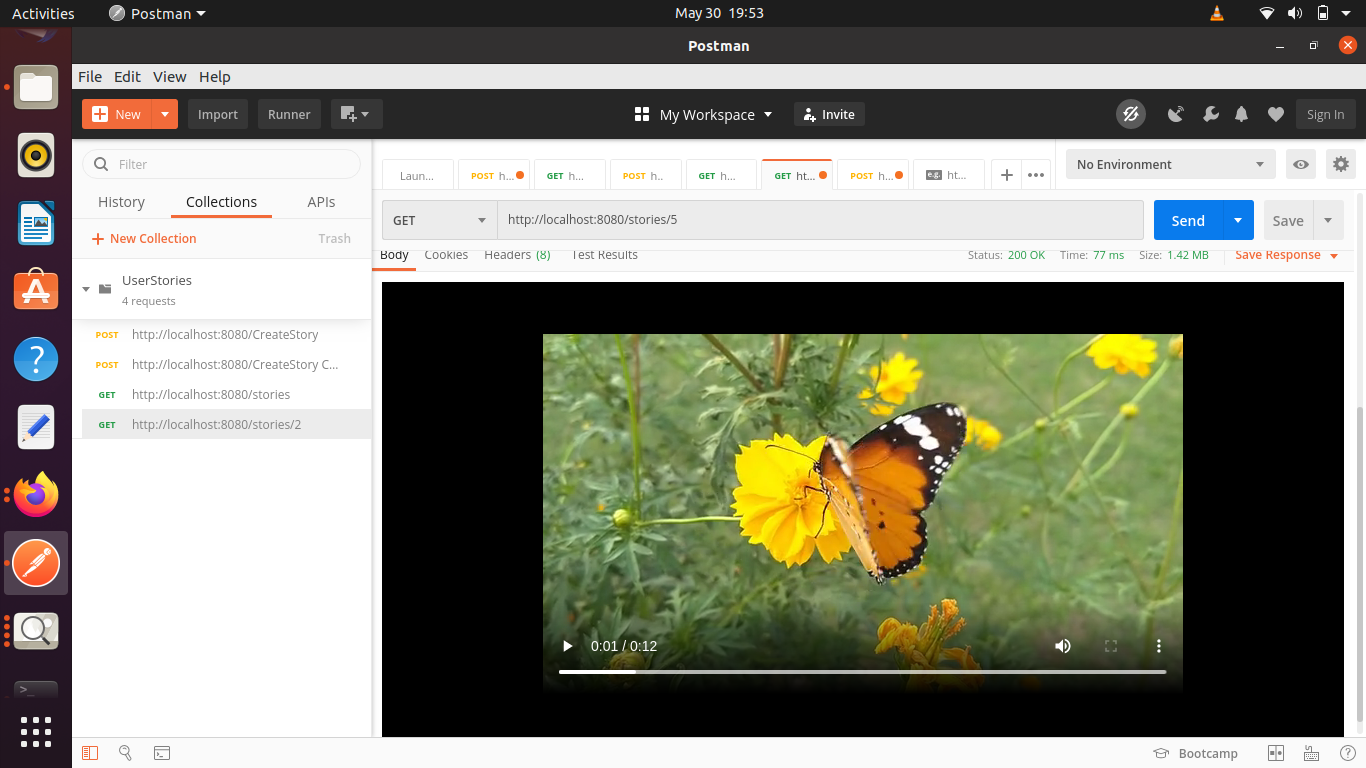 Activities
Postman
May 30 19:53
Postman
File Edit View Help
New
Import
Runner
My Workspace
Invite
Sign In
Filter
History Collections APIs
New Collection Trash
UserStories
4 requests
POST http://localhost:8080/CreateStory
POST http://localhost:8080/CreateStory C...
GET http://localhost:8080/stories
GET http://localhost:8080/stories/2
Laun...
POST h...
GET h...
POST h..
GET h...
GET ht...
POST h...
e.g. ht...
No Environment
GET http://localhost:8080/stories/5
Send
Save
Body Cookies Headers (8) Test Results
Status: 200 OK Time: 77 ms Size: 1.42 MB
Save Response
0:01 / 0:12
Bootcamp